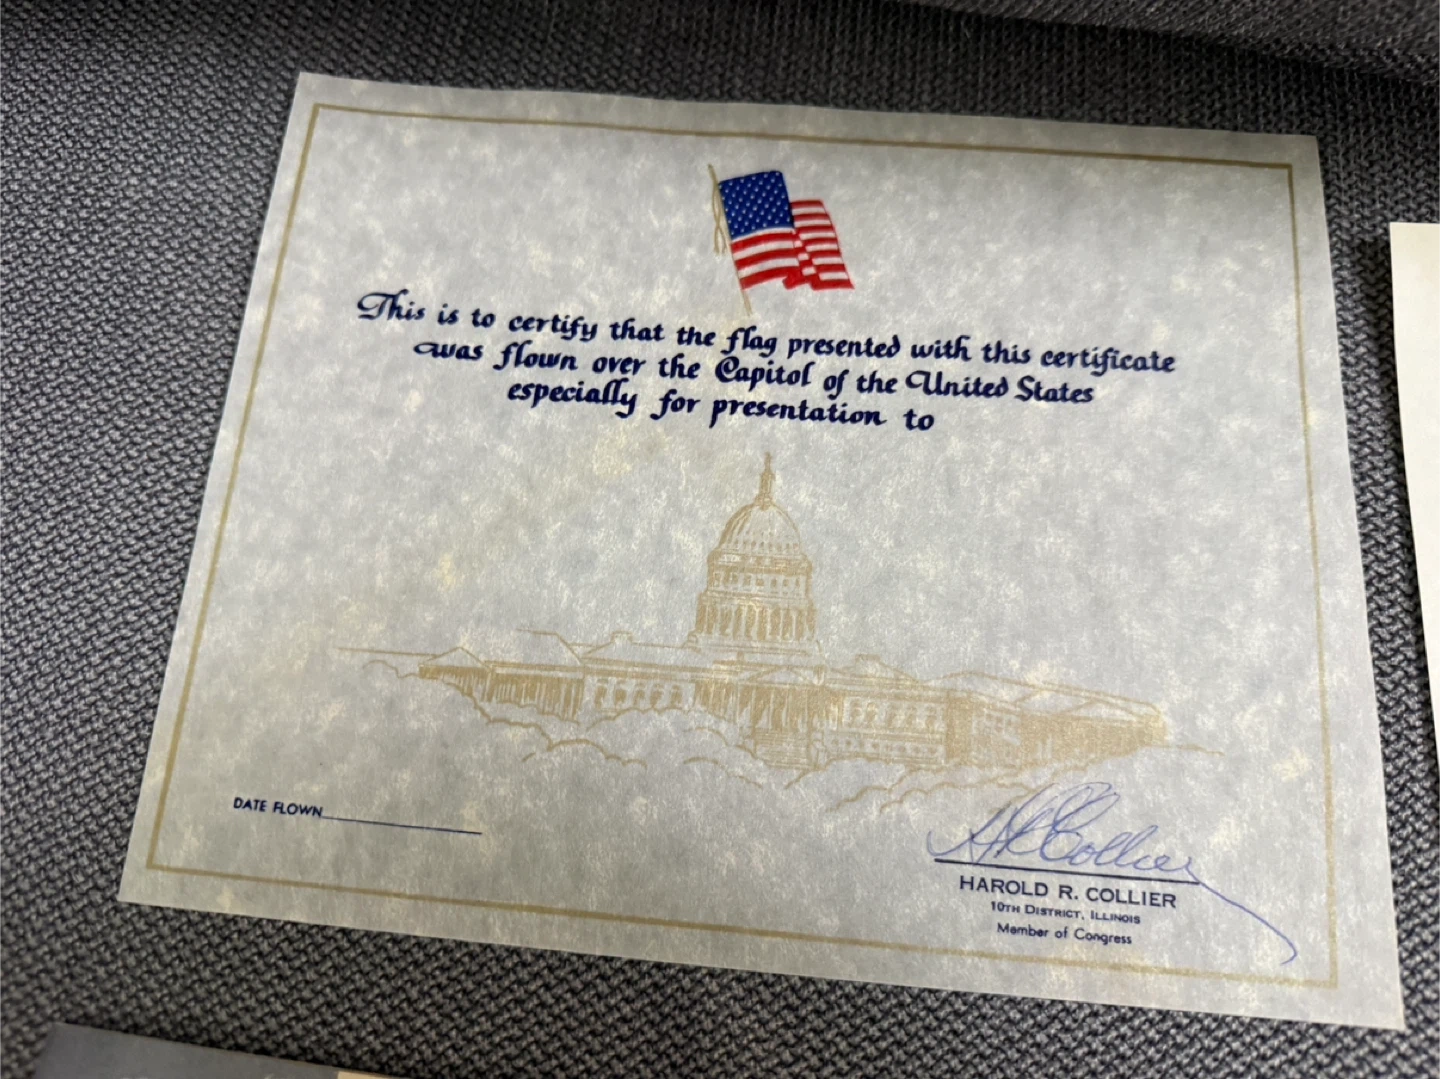 This is to certify that the flag presented with this certificate
was flown over the Capitol of the United States
especially for presentation to
DATE FLOWN
H R Collier
HAROLD R. COLLIER
10TH DISTRICT, ILLINOIS
Member of Congress